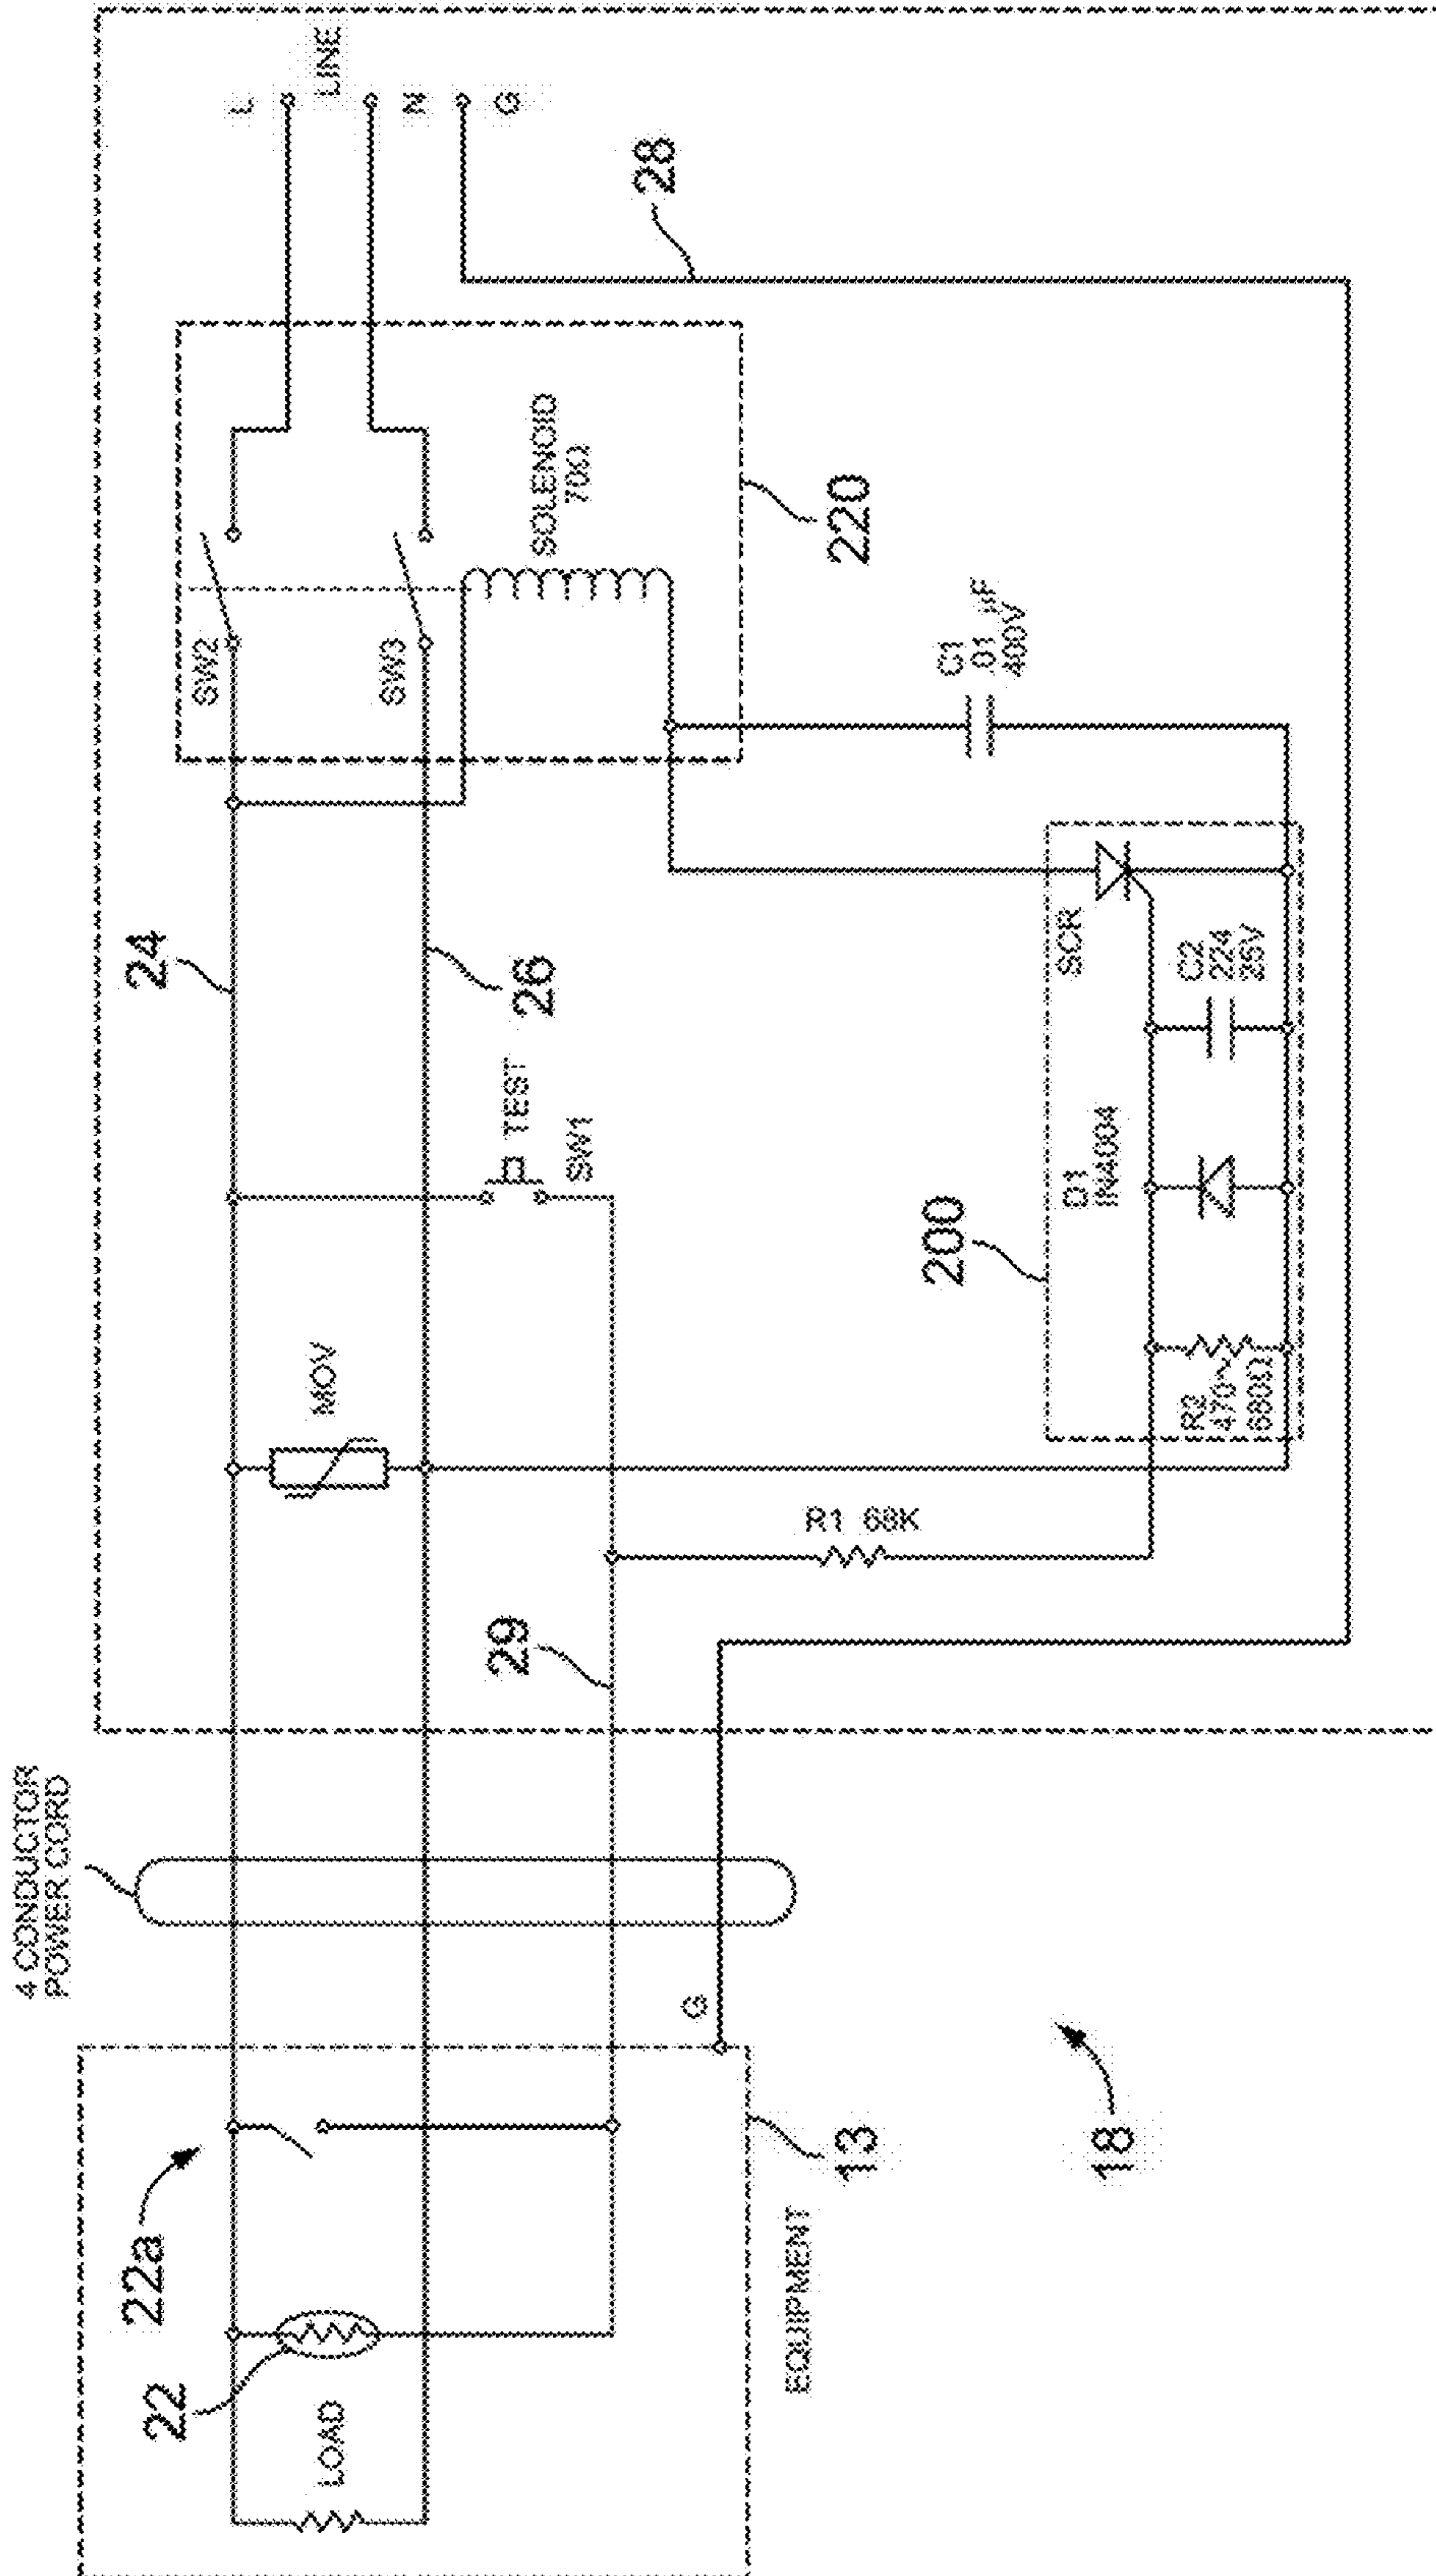 4 CONDUCTOR
POWER CORD
22a
22
LOAD
EQUIPMENT
13
18
G
29
24
26
MOV
TEST
SW1
R1 68K
200
R2
470~
680Ω
D1
IN4004
C2
224
25V
SCR
C1
.01 µF
400V
SW2
SW3
SOLENOID
70Ω
220
28
L
LINE
N
G